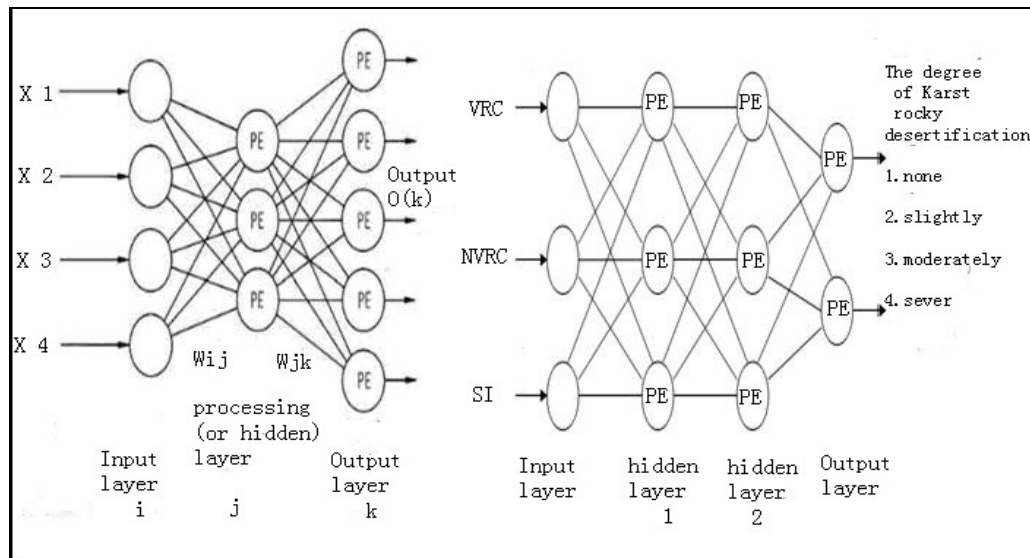 X 1
X 2
X 3
X 4
PE
PE
PE
PE
PE
PE
PE
PE
Output
O(k)
Wij
Wjk
processing
(or hidden)
layer
j
Input
layer
i
Output
layer
k
VRC
NVRC
SI
PE
PE
PE
PE
PE
PE
PE
PE
The degree
of Karst
rocky
desertification
1. none
2. slightly
3. moderately
4. sever
Input
layer
hidden
layer
1
hidden
layer
2
Output
layer